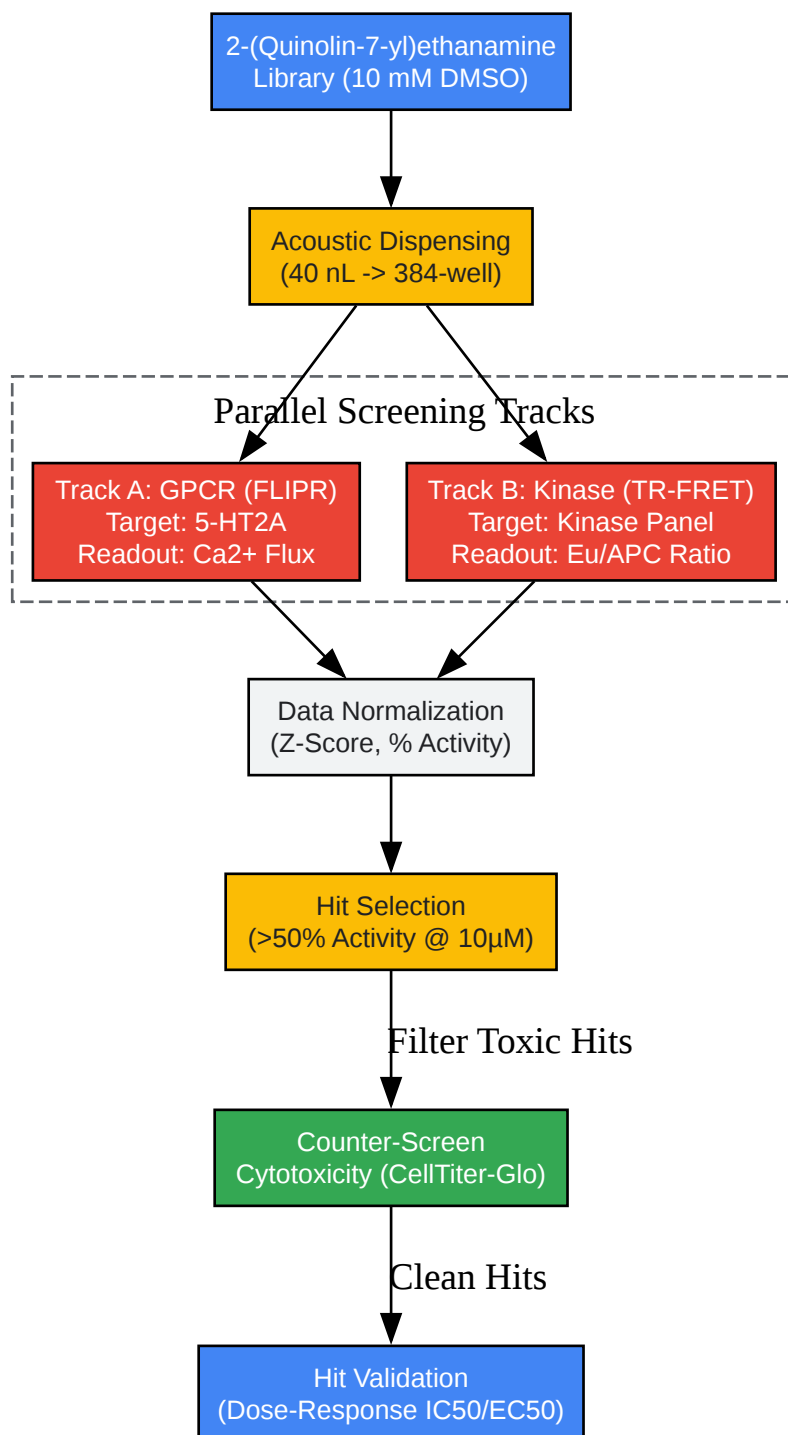 2-(Quinolin-7-yl)ethanamine
Library (10 mM DMSO)
Acoustic Dispensing
(40 nL -> 384-well)
Parallel Screening Tracks
Track A: GPCR (FLIPR)
Target: 5-HT2A
Readout: Ca2+ Flux
Track B: Kinase (TR-FRET)
Target: Kinase Panel
Readout: Eu/APC Ratio
Data Normalization
(Z-Score, % Activity)
Hit Selection
(>50% Activity @ 10µM)
Filter Toxic Hits
Counter-Screen
Cytotoxicity (CellTiter-Glo)
Clean Hits
Hit Validation
(Dose-Response IC50/EC50)